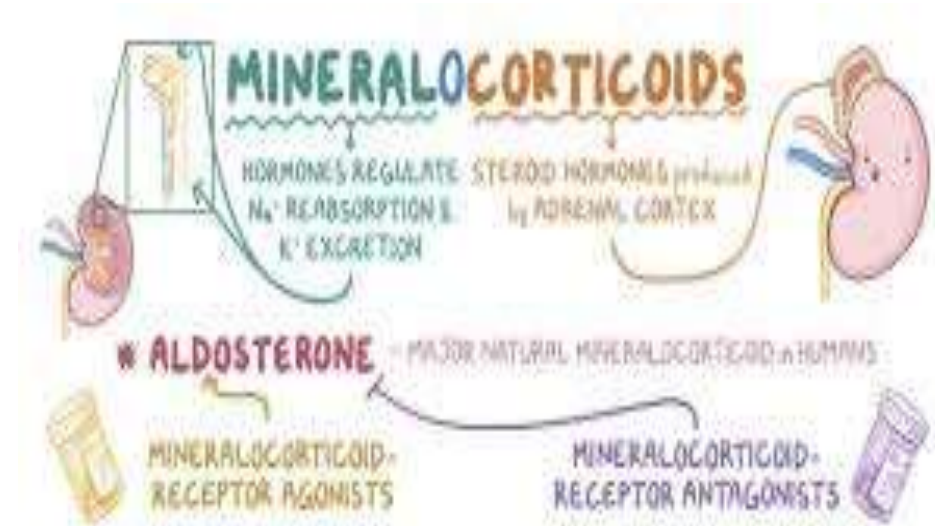 MINERALOCORTICOIDS
HORMONES REGULATE
Na⁺ REABSORPTION &
K⁺ EXCRETION
STEROID HORMONES produced
by ADRENAL CORTEX
* ALDOSTERONE - MAJOR NATURAL MINERALOCORTICOID in HUMANS
MINERALOCORTICOID-
RECEPTOR AGONISTS
MINERALOCORTICOID-
RECEPTOR ANTAGONISTS